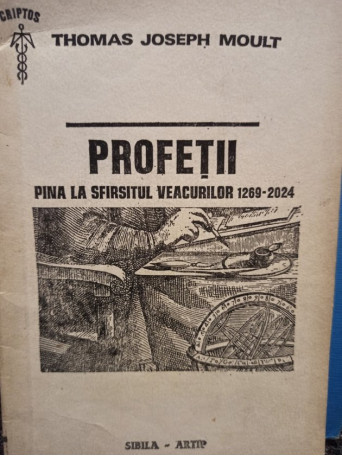 CRIPTOS
THOMAS JOSEPH MOULT
PROFEȚII
PINA LA SFIRSITUL VEACURILOR 1269-2024
SIBILA - ARTIP